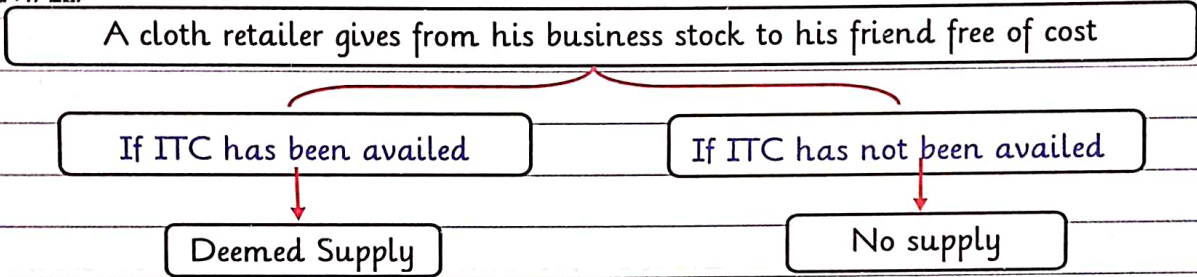 A cloth retailer gives from his business stock to his friend free of cost
If ITC has been availed
If ITC has not been availed
Deemed Supply
No supply